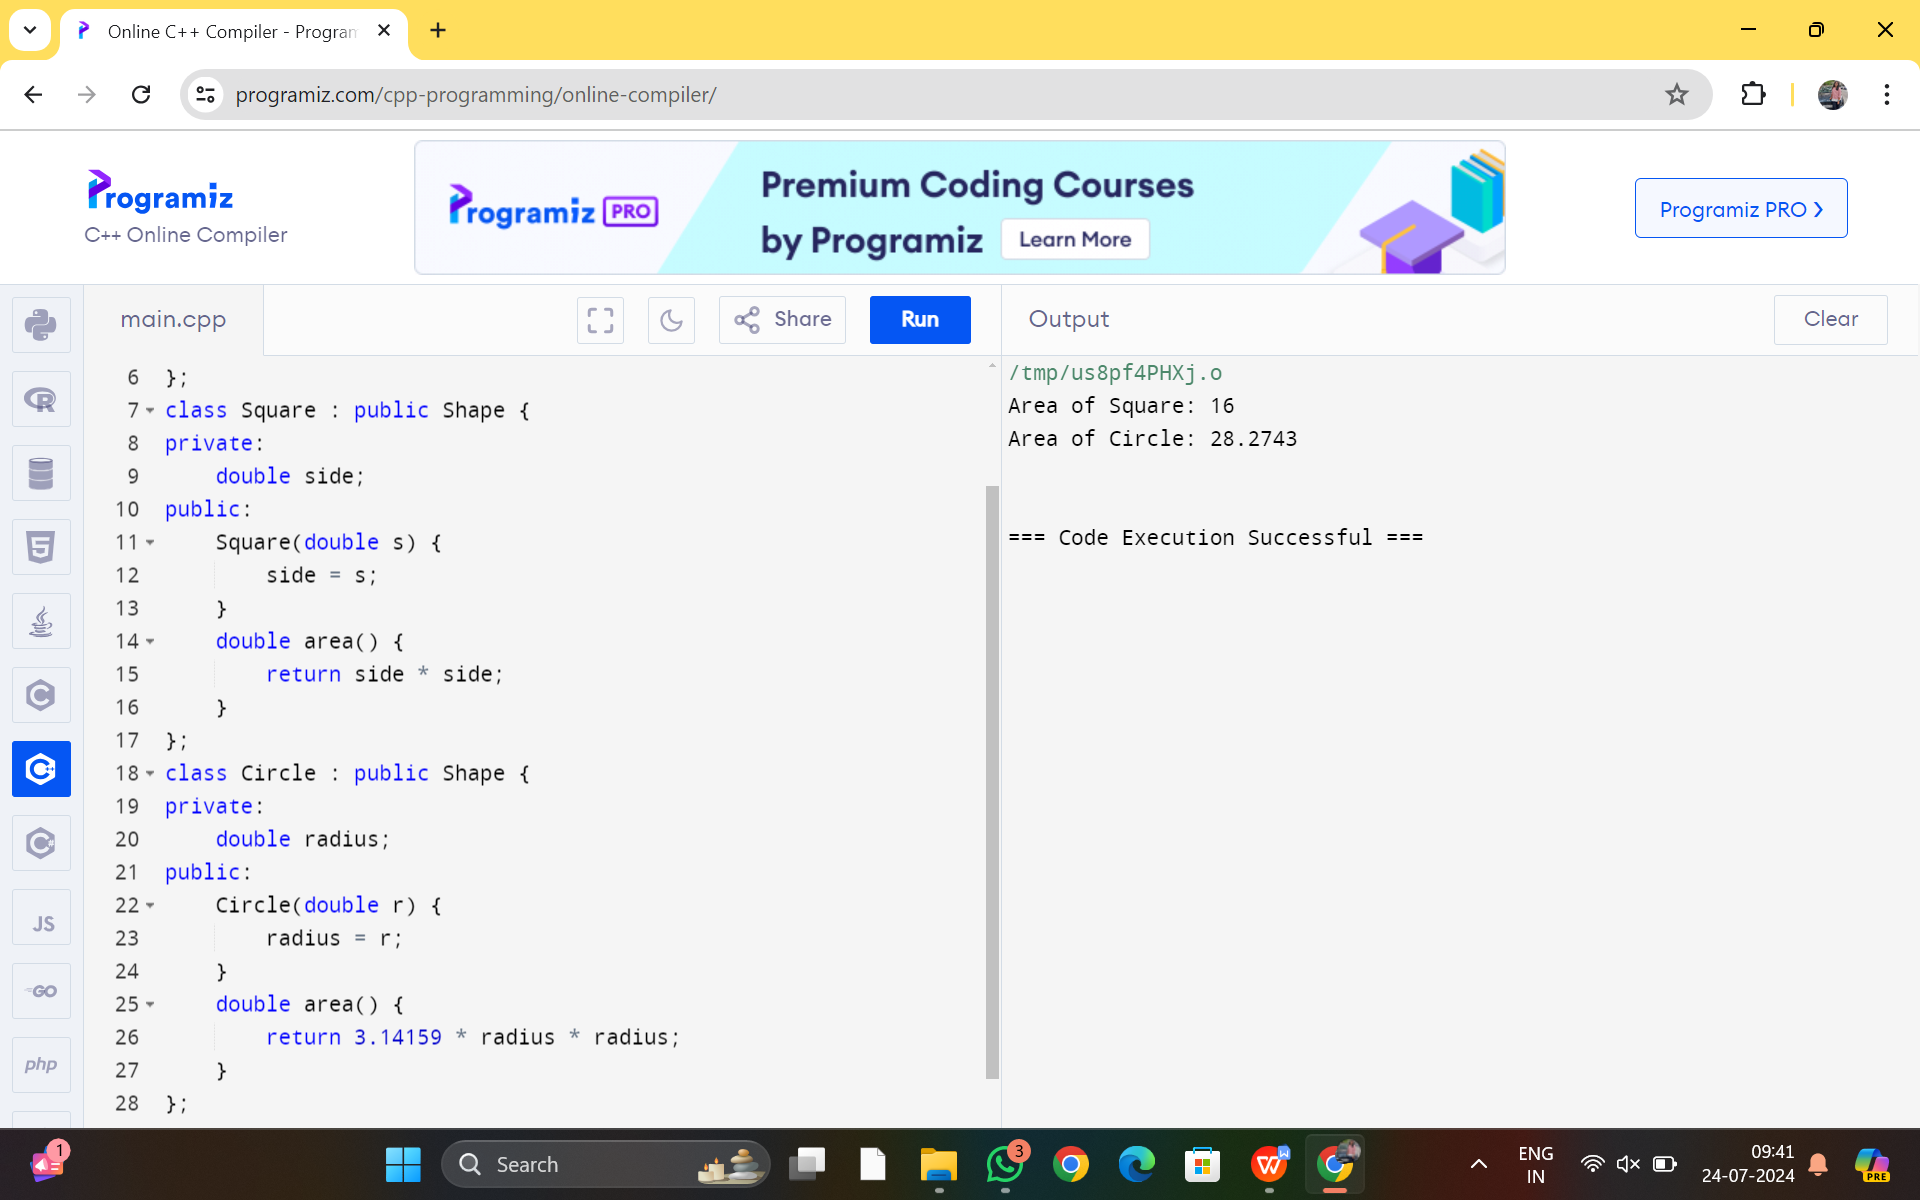 Online C++ Compiler - Program
programiz.com/cpp-programming/online-compiler/
Programiz
C++ Online Compiler
Programiz PRO
Premium Coding Courses
by Programiz
Learn More
Programiz PRO ❯
main.cpp
Share
Run
Output
Clear
6 };
7 class Square : public Shape {
8 private:
9     double side;
10 public:
11     Square(double s) {
12         side = s;
13     }
14     double area() {
15         return side * side;
16     }
17 };
18 class Circle : public Shape {
19 private:
20     double radius;
21 public:
22     Circle(double r) {
23         radius = r;
24     }
25     double area() {
26         return 3.14159 * radius * radius;
27     }
28 };
/tmp/us8pf4PHXj.o
Area of Square: 16
Area of Circle: 28.2743
=== Code Execution Successful ===
R
5
C
C
C#
JS
GO
php
1
Search
3
W
W
ENG
IN
09:41
24-07-2024
PRE